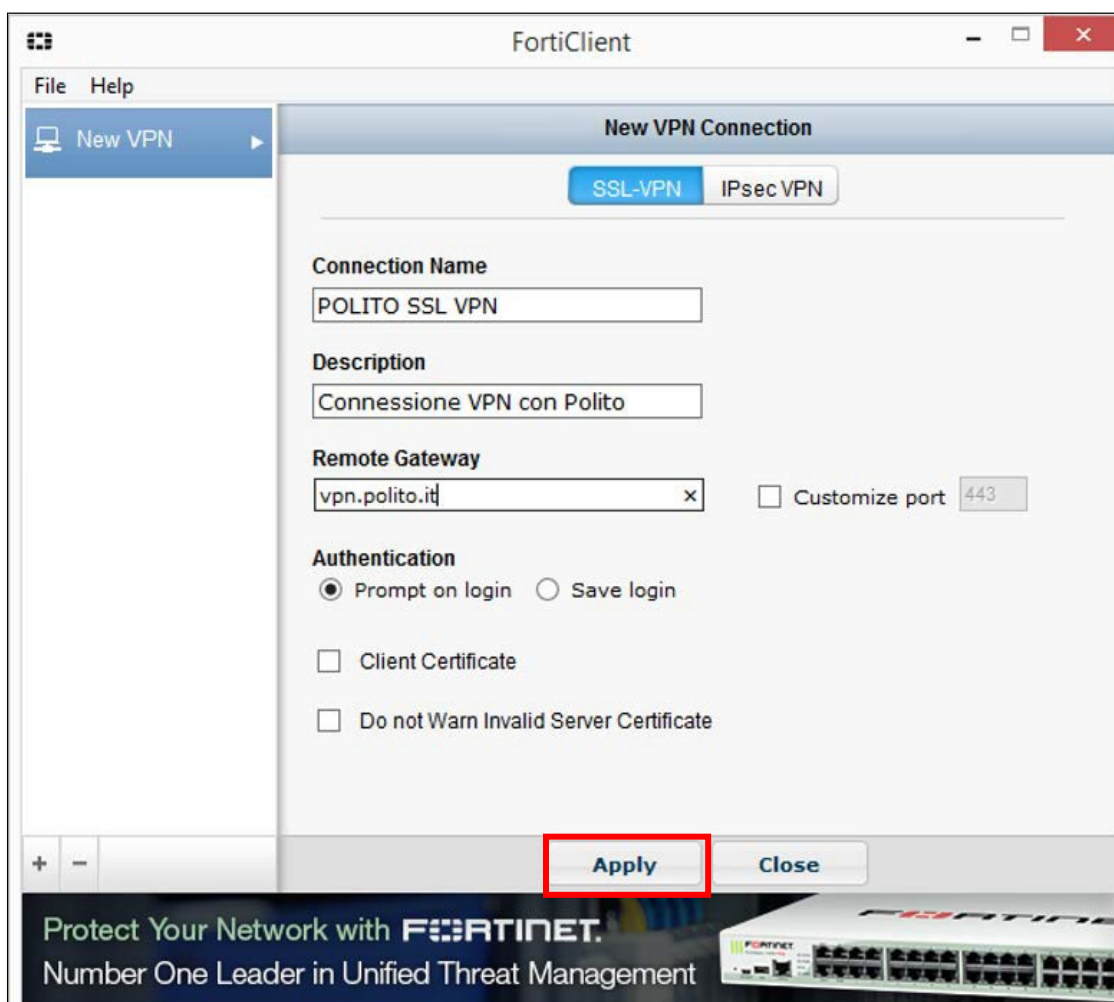 FortiClient
File Help
New VPN
New VPN Connection
SSL-VPN IPsec VPN
Connection Name
POLITO SSL VPN
Description
Connessione VPN con Polito
Remote Gateway
vpn.polito.it
Customize port 443
Authentication
Prompt on login Save login
Client Certificate
Do not Warn Invalid Server Certificate
+ -
Apply Close
Protect Your Network with FORTINET.
Number One Leader in Unified Threat Management
FORTINET